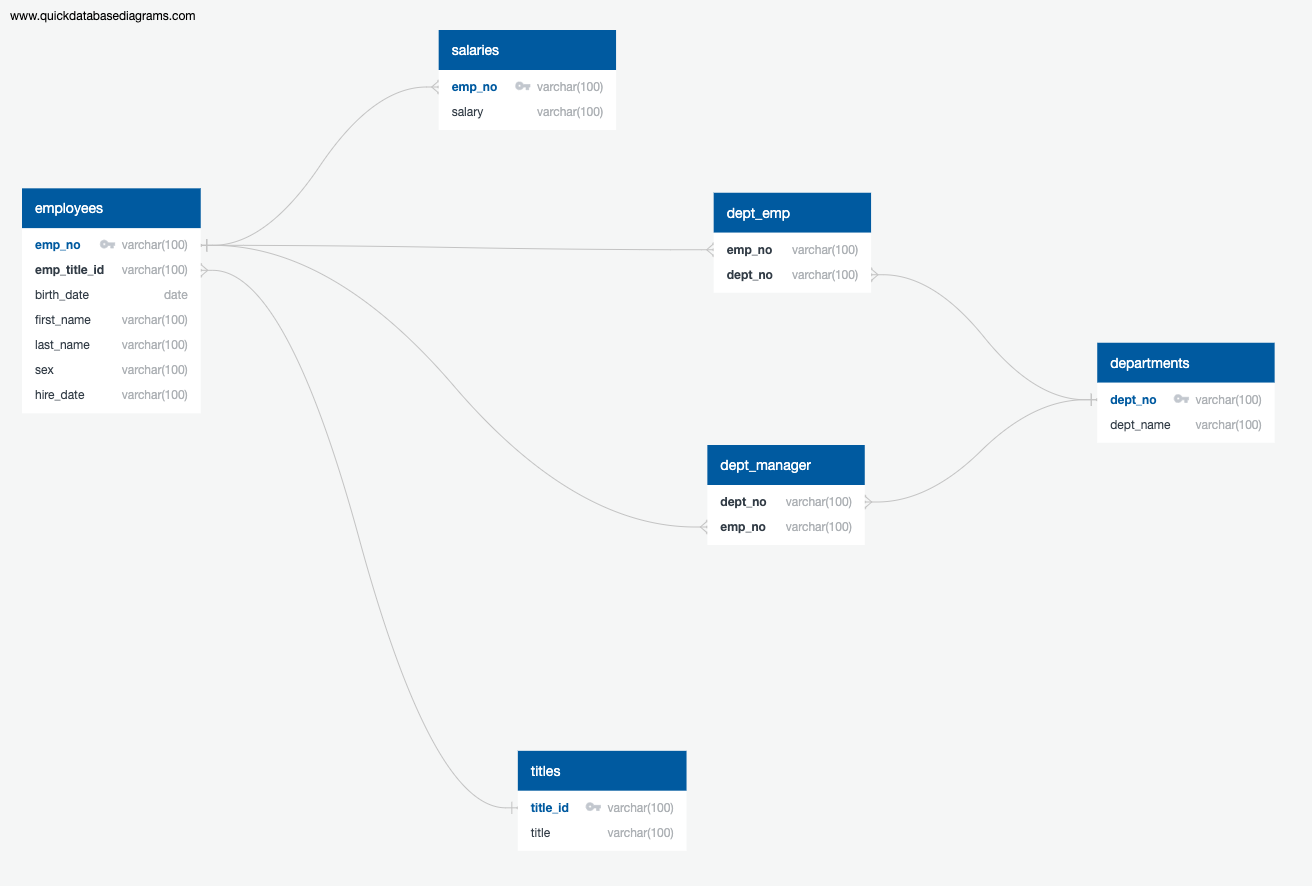 www.quickdatabasediagrams.com
salaries
emp_no varchar(100)
salary varchar(100)
employees
emp_no varchar(100)
emp_title_id varchar(100)
birth_date date
first_name varchar(100)
last_name varchar(100)
sex varchar(100)
hire_date varchar(100)
dept_emp
emp_no varchar(100)
dept_no varchar(100)
departments
dept_no varchar(100)
dept_name varchar(100)
dept_manager
dept_no varchar(100)
emp_no varchar(100)
titles
title_id varchar(100)
title varchar(100)